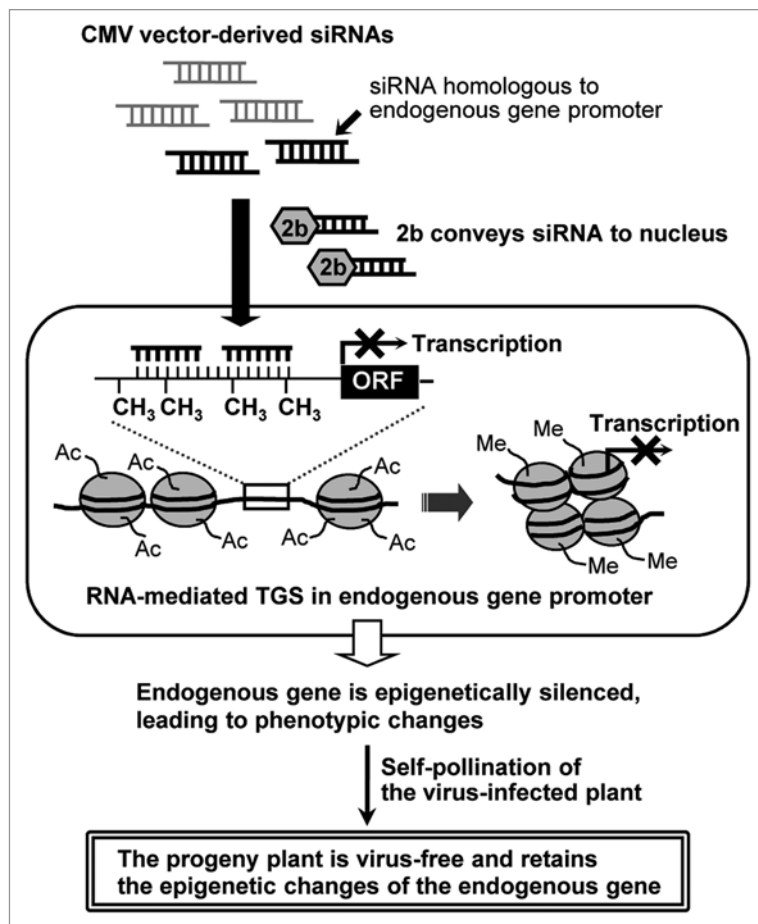 CMV vector-derived siRNAs
siRNA homologous to
endogenous gene promoter
2b
2b conveys siRNA to nucleus
2b
Transcription
ORF
CH3 CH3 CH3 CH3
Transcription
Ac Ac Ac Me Me
Ac Ac Ac Ac Me Me
RNA-mediated TGS in endogenous gene promoter
Endogenous gene is epigenetically silenced,
leading to phenotypic changes
Self-pollination of
the virus-infected plant
The progeny plant is virus-free and retains
the epigenetic changes of the endogenous gene